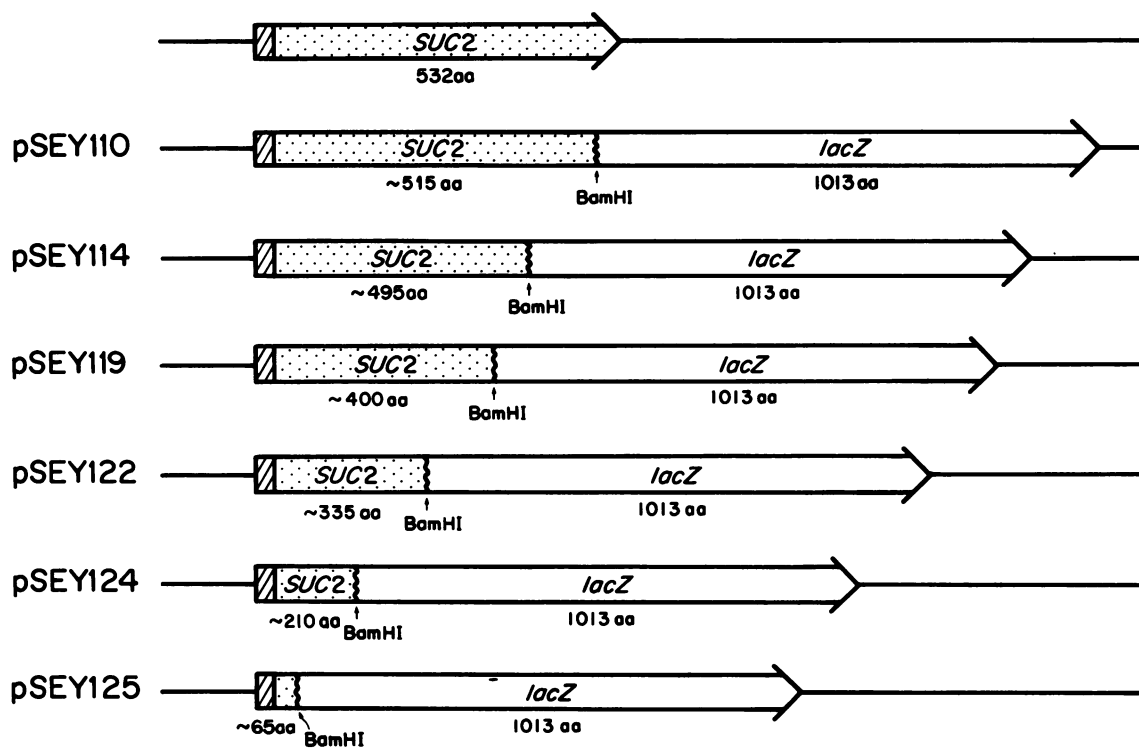 SUC2
532aa
pSEY110
SUC2
lacZ
~515 aa
BamHI
1013 aa
pSEY114
SUC2
lacZ
~495aa
BamHI
1013 aa
pSEY119
SUC2
lacZ
~400 aa
BamHI
1013 aa
pSEY122
SUC2
lacZ
~335 aa
BamHI
1013 aa
pSEY124
SUC2
lacZ
~210 aa
BamHI
1013 aa
pSEY125
lacZ
~65aa
BamHI
1013 aa